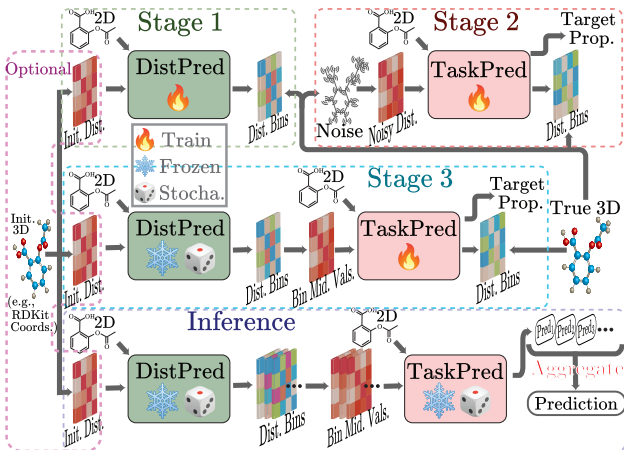 Stage 1
Stage 2
2D
2D
Target
Prop.
Optional
DistPred
TaskPred
Init. Dist.
Dist. Bins
Noise
Noisy Dist.
Dist. Bins
Train
Frozen
Stocha.
Stage 3
2D
2D
Target
Prop.
True 3D
Init.
3D
DistPred
TaskPred
Init. Dist.
Dist. Bins
Bin Mid. Vals.
Dist. Bins
(e.g.,
RDKit
Coords.)
Inference
2D
2D
DistPred
TaskPred
Init. Dist.
Dist. Bins
Bin Mid. Vals.
Pred1 Pred2 Pred3 •••
Aggregate
Prediction